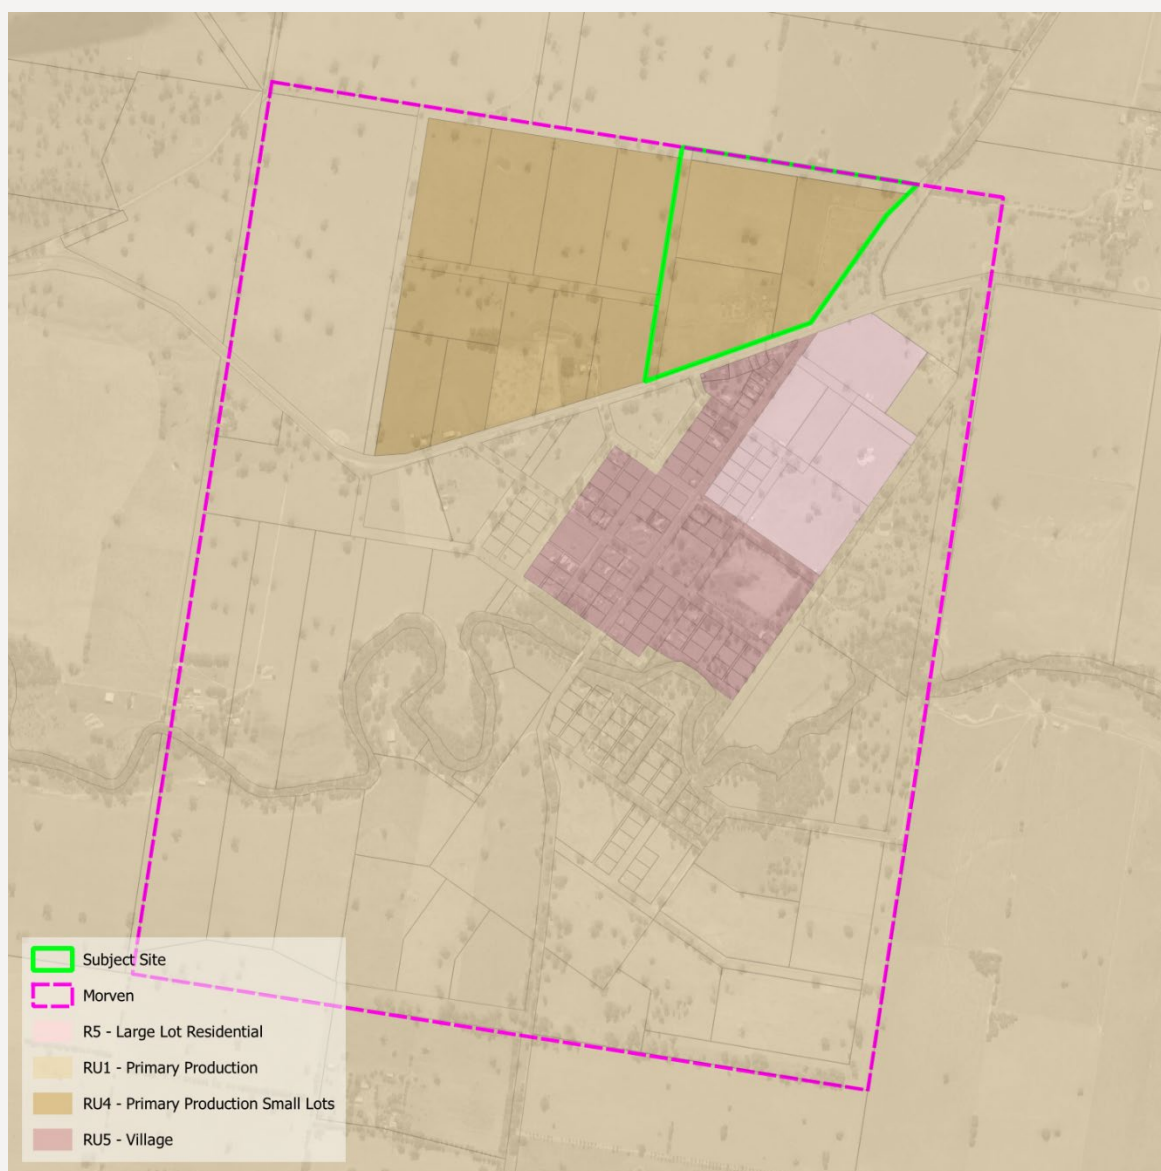 Subject Site
Morven
R5 - Large Lot Residential
RU1 - Primary Production
RU4 - Primary Production Small Lots
RU5 - Village